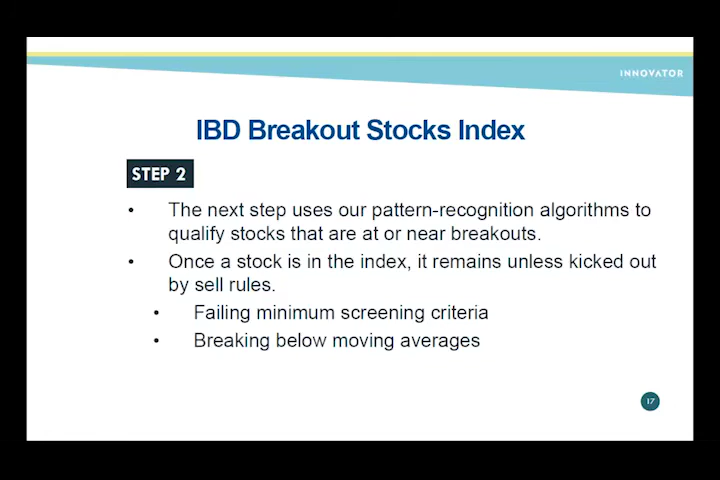 INNOVATOR
IBD Breakout Stocks Index
STEP 2
• The next step uses our pattern-recognition algorithms to
qualify stocks that are at or near breakouts.
• Once a stock is in the index, it remains unless kicked out
by sell rules.
• Failing minimum screening criteria
• Breaking below moving averages
17